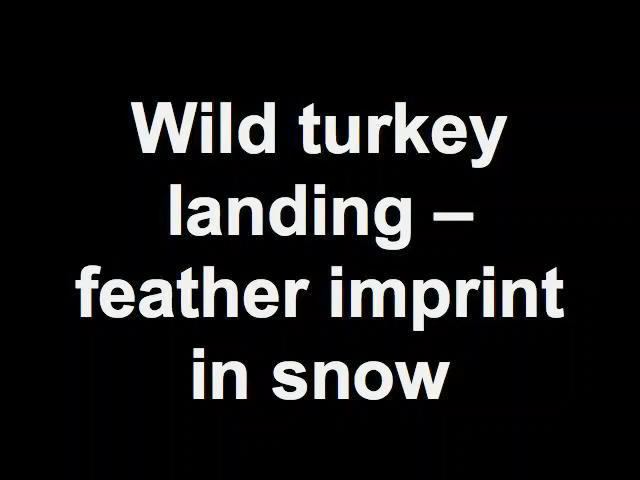 Wild turkey
landing –
feather imprint
in snow